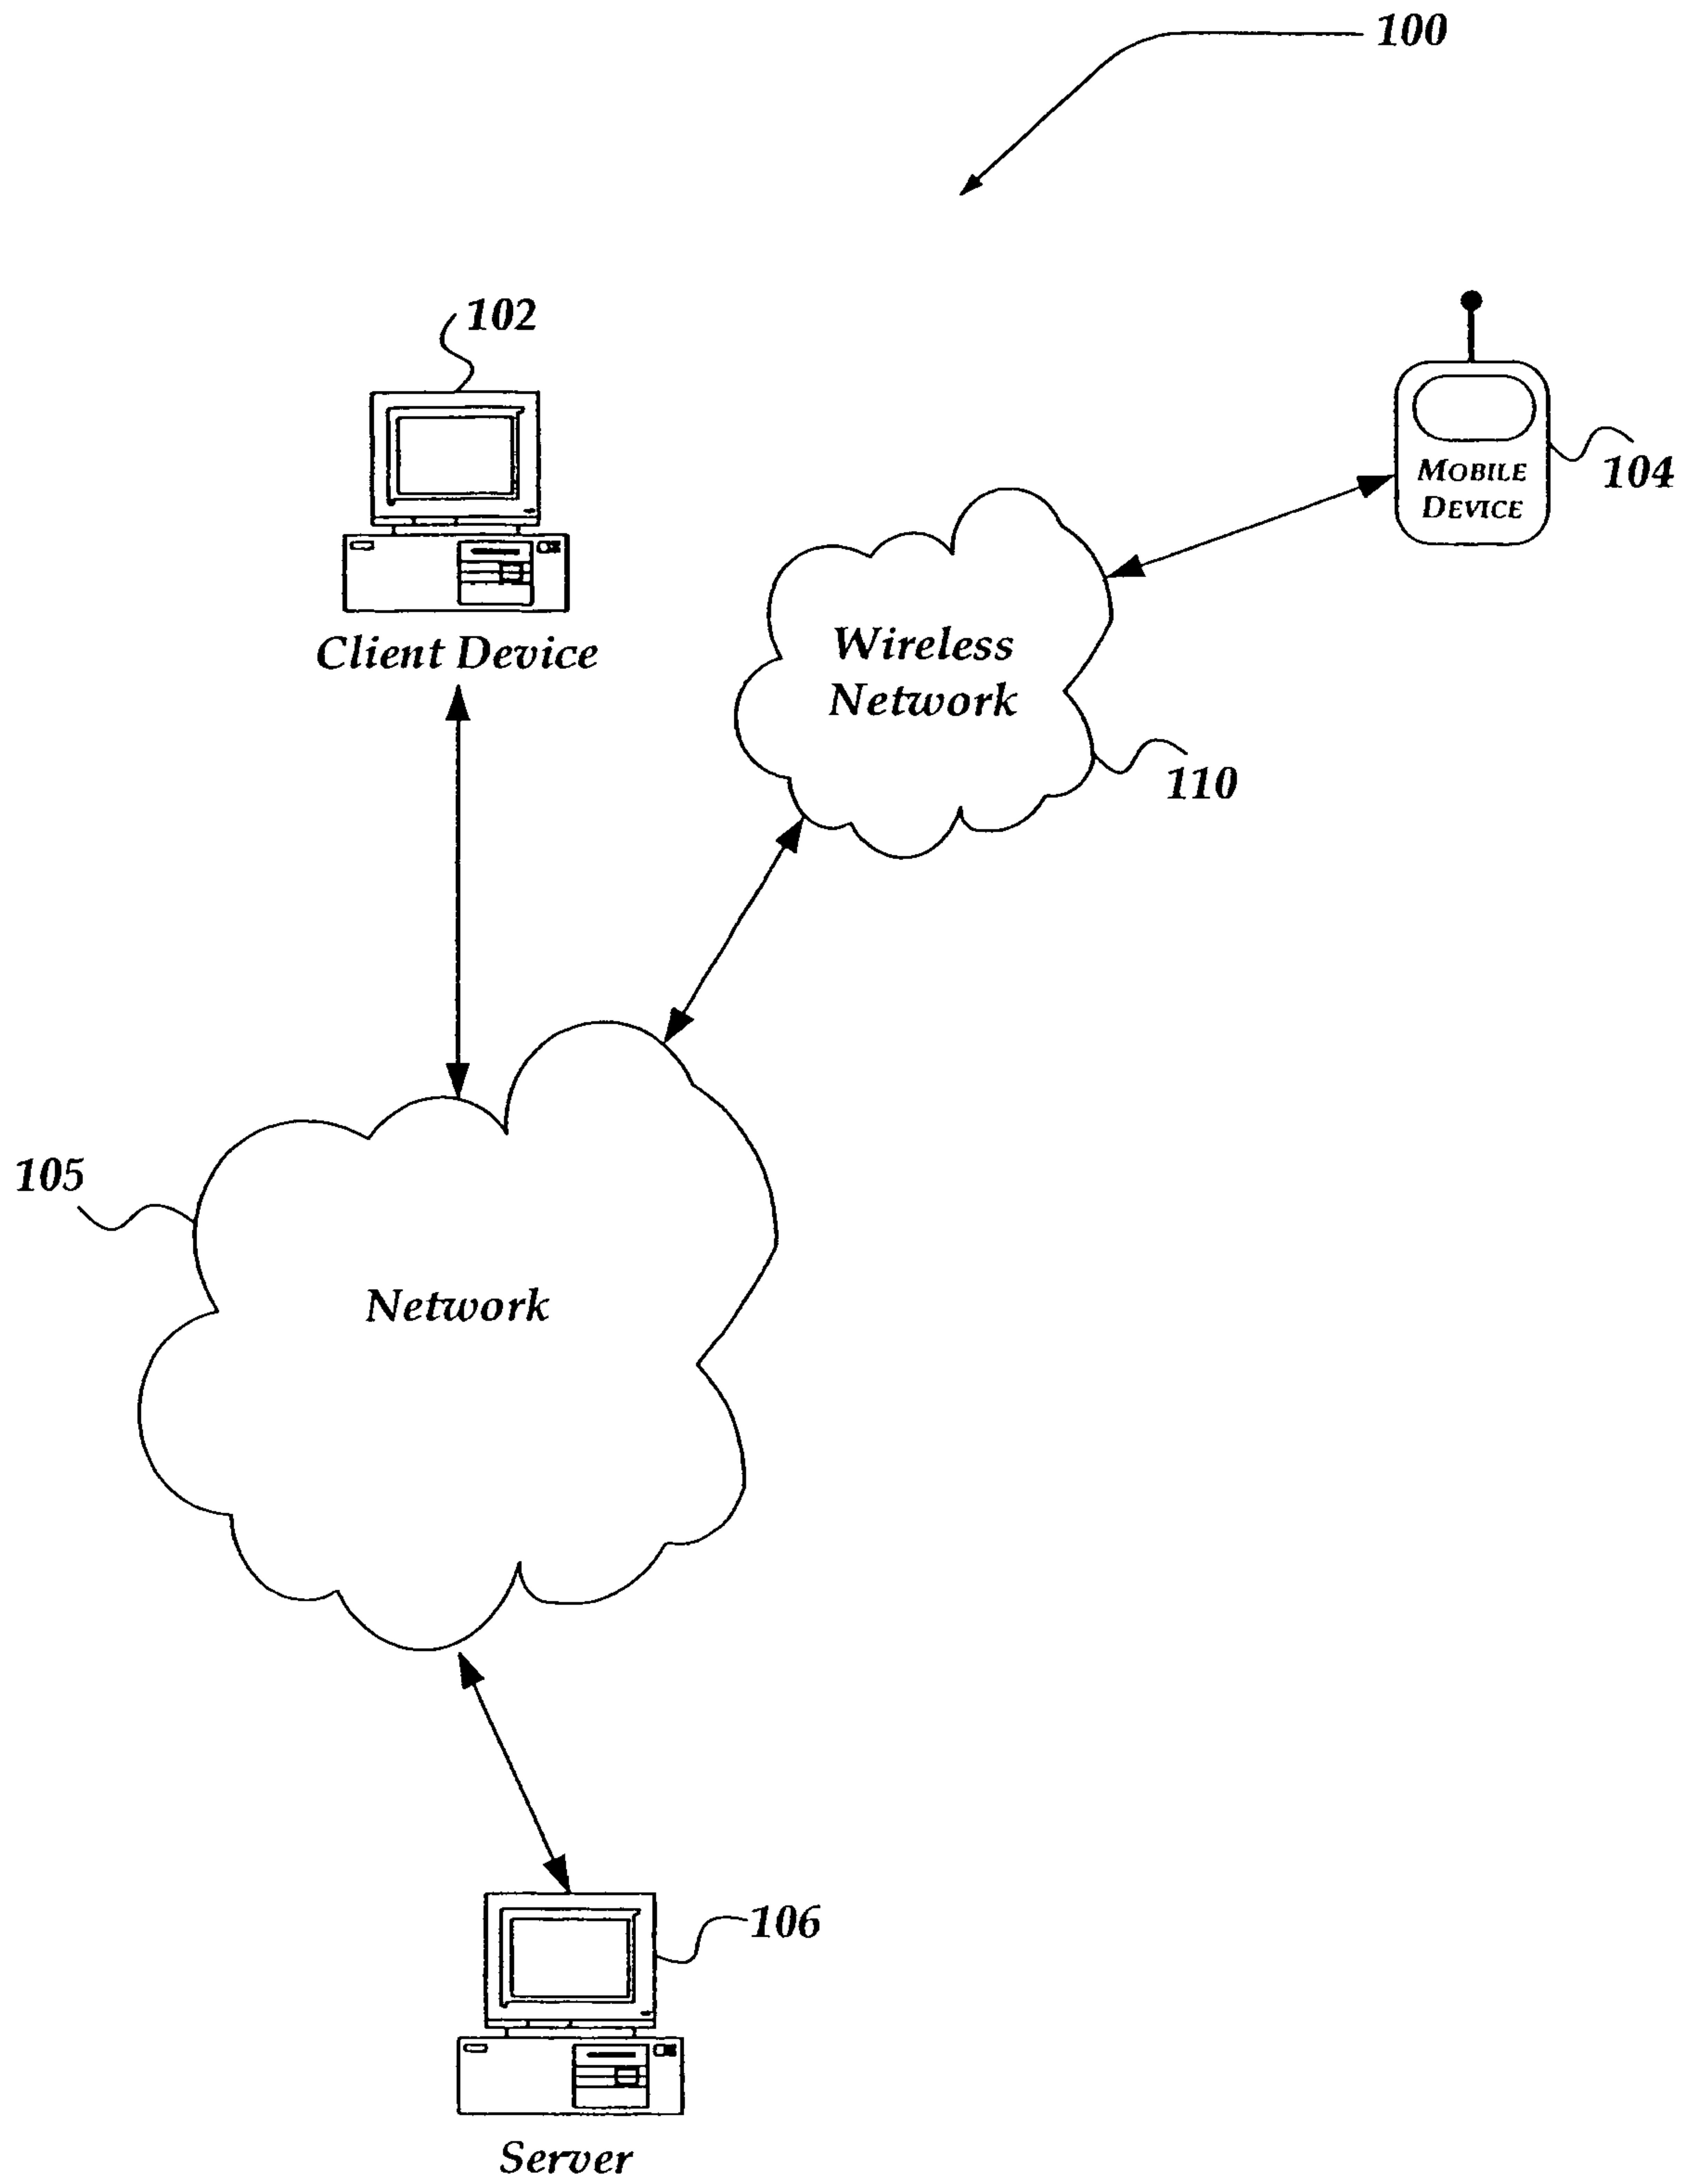 100
102
104
MOBILE
DEVICE
Client Device
Wireless
Network
110
105
Network
106
Server